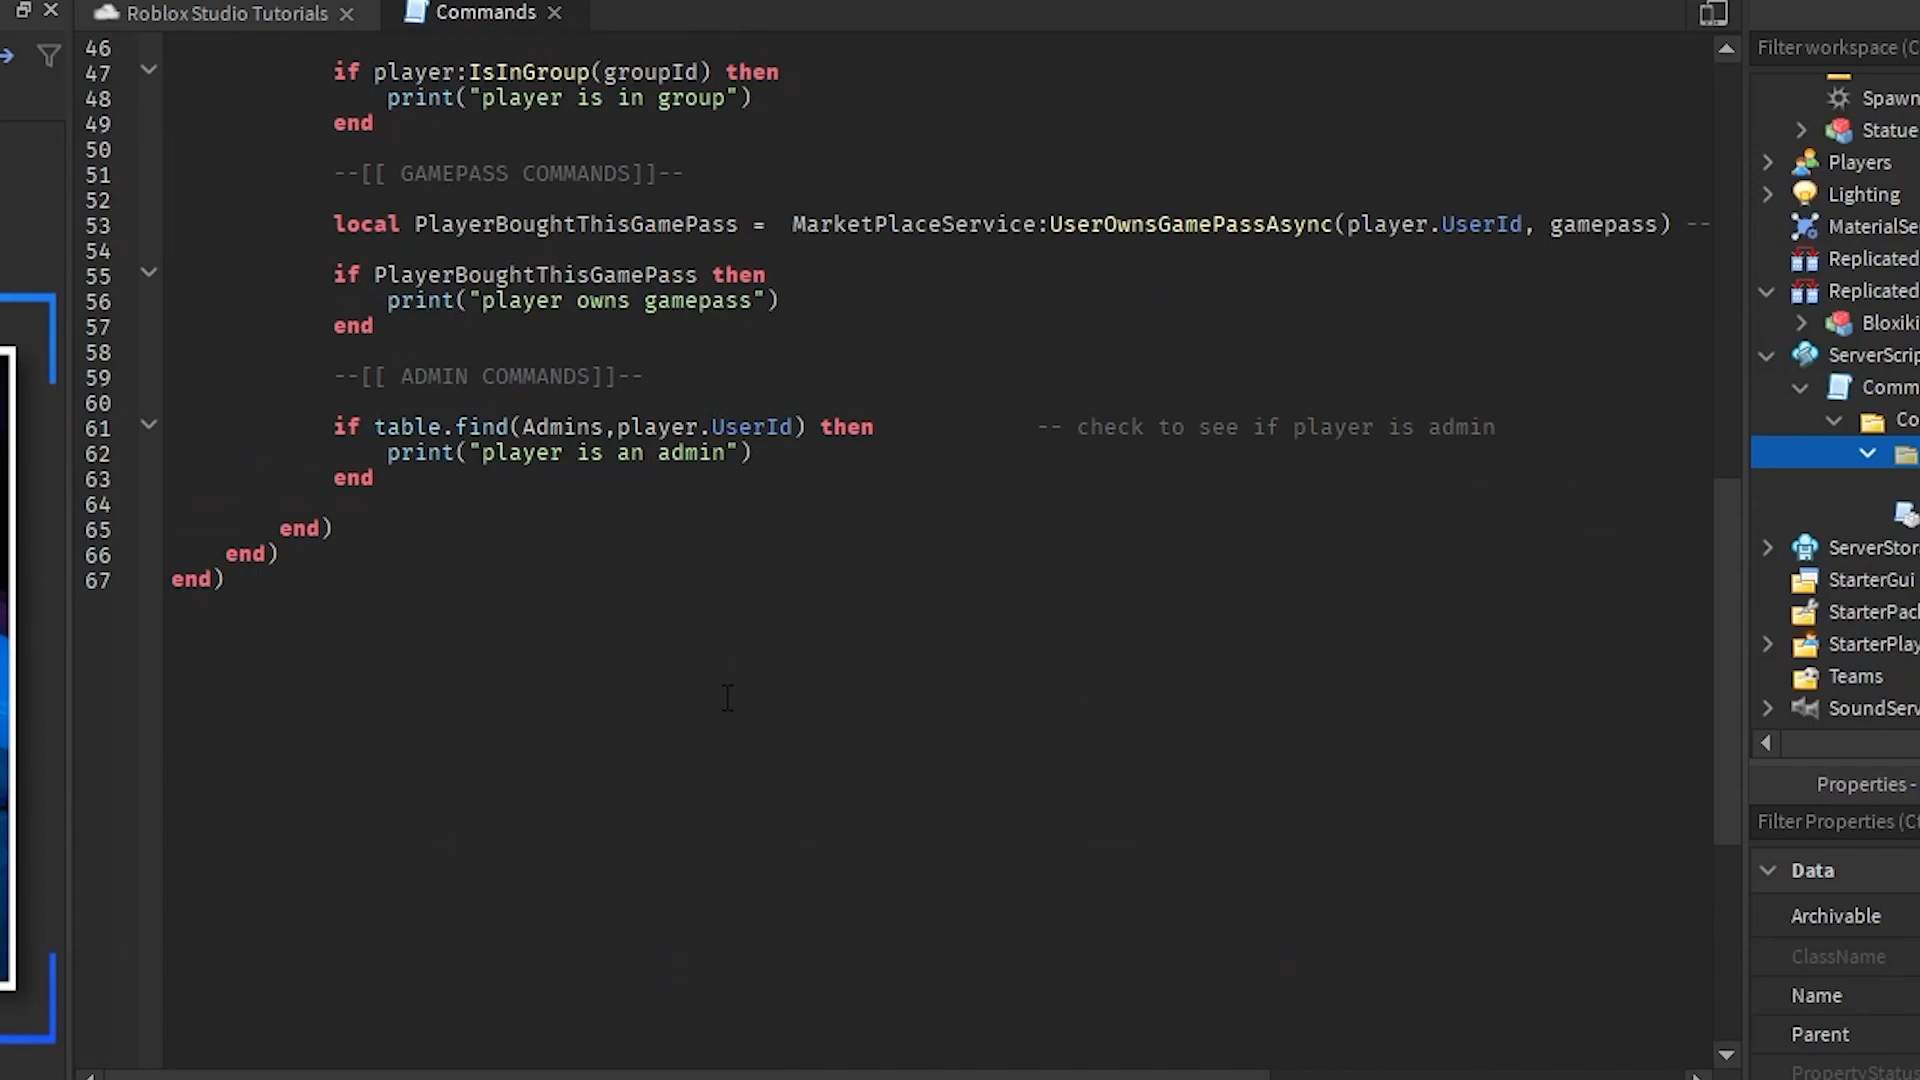 Roblox Studio Tutorials
Commands
46
47 if player:IsInGroup(groupId) then
48 print("player is in group")
49 end
50
51 --[[ GAMEPASS COMMANDS]]--
52
53 local PlayerBoughtThisGamePass =  MarketPlaceService:UserOwnsGamePassAsync(player.UserId, gamepass) --
54
55 if PlayerBoughtThisGamePass then
56 print("player owns gamepass")
57 end
58
59 --[[ ADMIN COMMANDS]]--
60
61 if table.find(Admins,player.UserId) then -- check to see if player is admin
62 print("player is an admin")
63 end
64
65 end)
66 end)
67 end)
Filter workspace (C
Spawn
Statue
Players
Lighting
MaterialSe
Replicated
Replicated
Bloxiki
ServerScrip
Comm
Co
ServerStor
StarterGui
StarterPac
StarterPlay
Teams
SoundServ
Properties -
Filter Properties (C
Data
Archivable
ClassName
Name
Parent
PropertyStatus